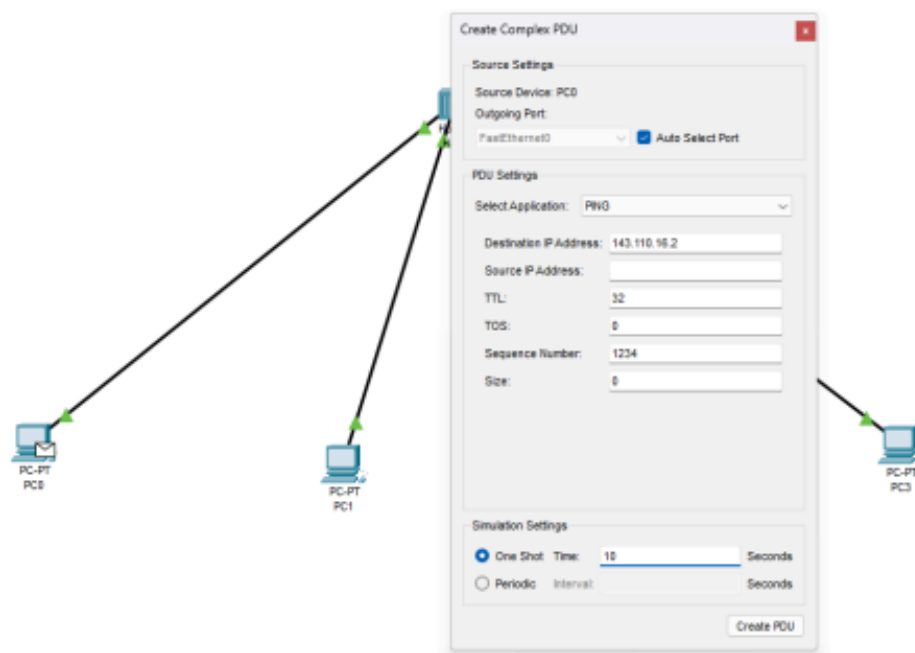 Create Complex PDU
Source Settings
Source Device: PC0
Outgoing Port:
FastEthernet0
Auto Select Port
PDU Settings
Select Application: PING
Destination IP Address: 143.110.16.2
Source IP Address:
TTL: 32
TOS: 0
Sequence Number: 1234
Size: 0
Simulation Settings
One Shot Time: 10 Seconds
Periodic Interval: Seconds
Create PDU
PC-PT
PC0
PC-PT
PC1
PC-PT
PC3